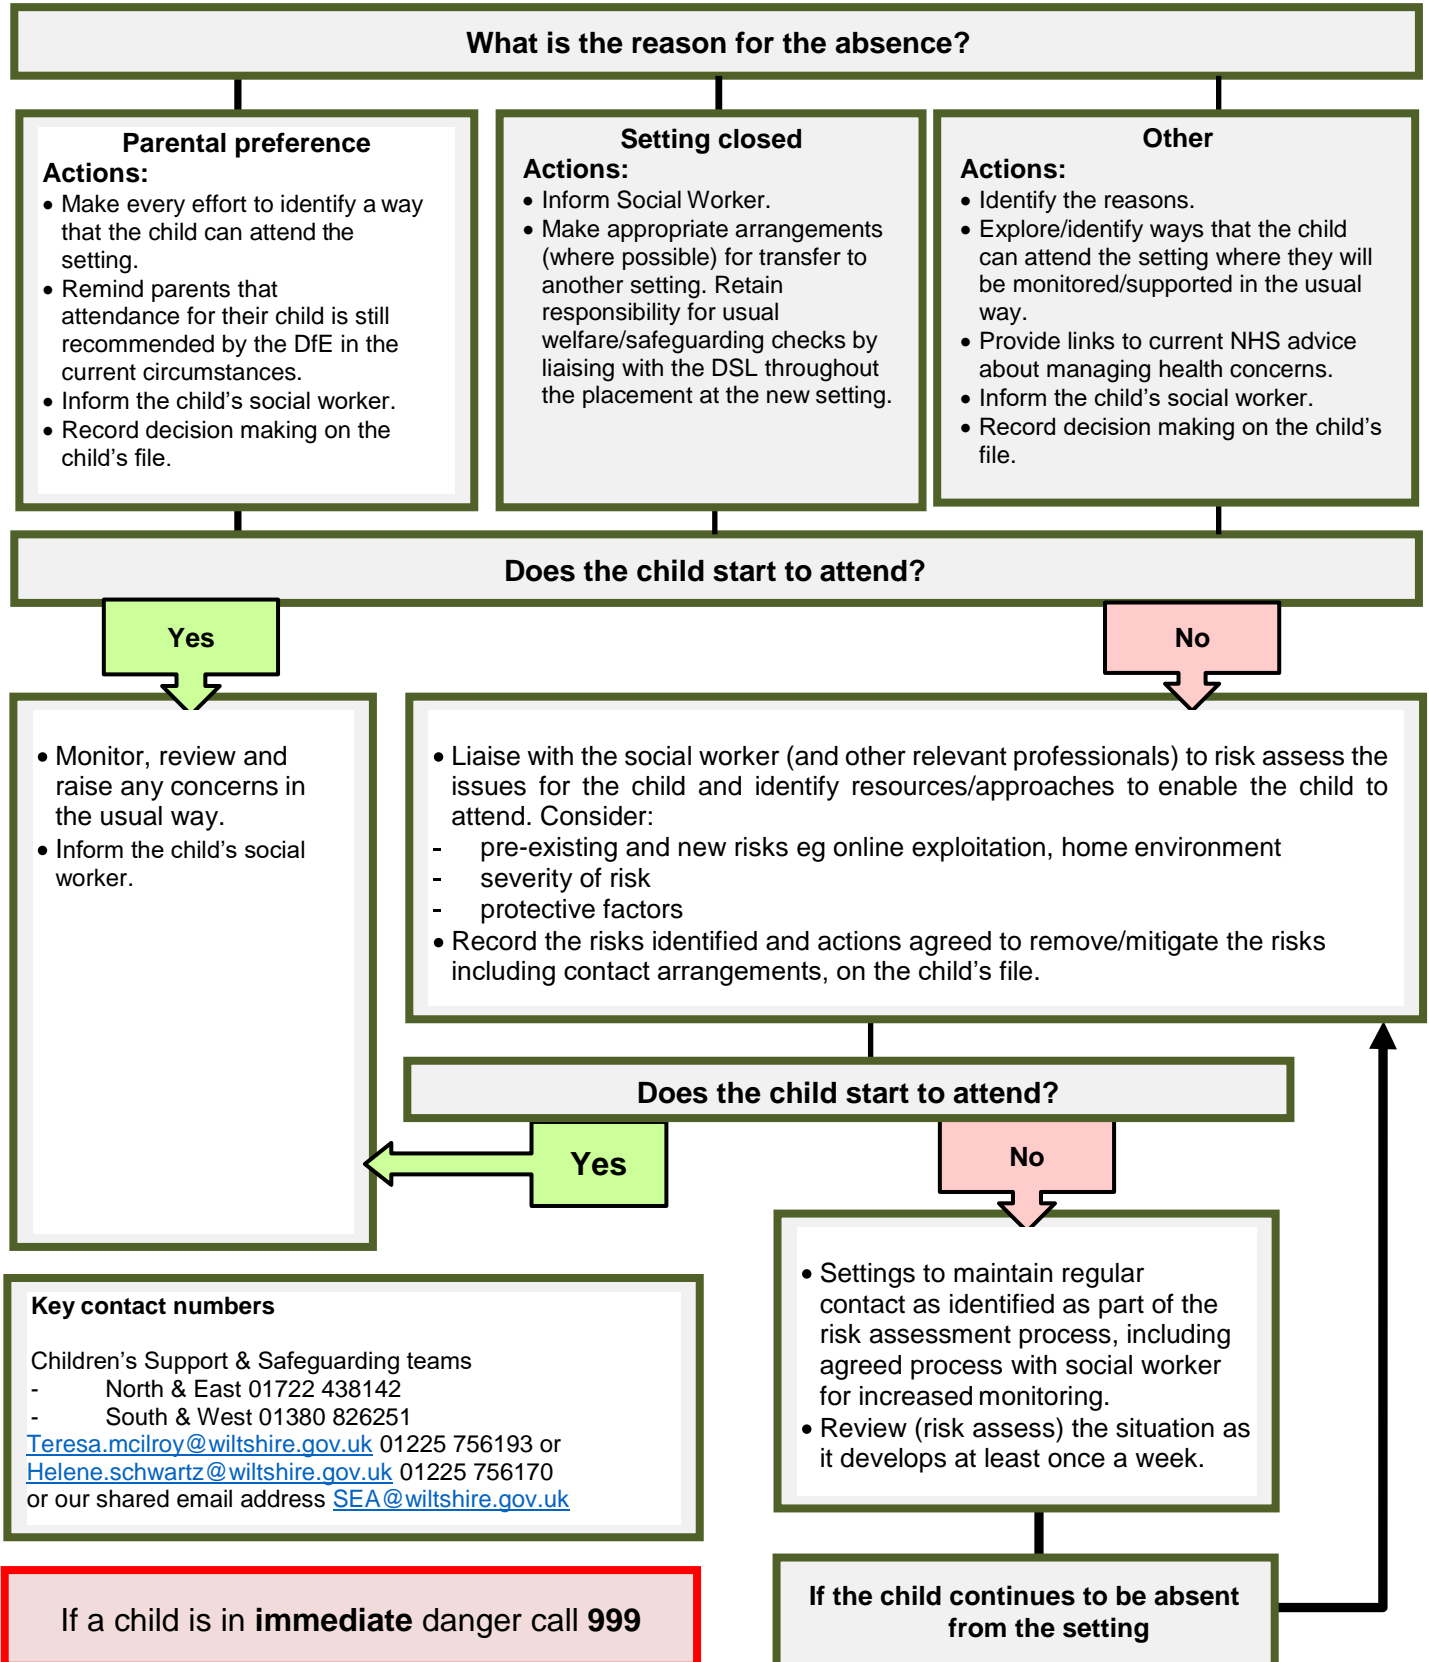 What is the reason for the absence?
Parental preference
Actions:
• Make every effort to identify a way
that the child can attend the
setting.
• Remind parents that
attendance for their child is still
recommended by the DfE in the
current circumstances.
• Inform the child’s social worker.
• Record decision making on the
child’s file.
Setting closed
Actions:
• Inform Social Worker.
• Make appropriate arrangements
(where possible) for transfer to
another setting. Retain
responsibility for usual
welfare/safeguarding checks by
liaising with the DSL throughout
the placement at the new setting.
Other
Actions:
• Identify the reasons.
• Explore/identify ways that the child
can attend the setting where they will
be monitored/supported in the usual
way.
• Provide links to current NHS advice
about managing health concerns.
• Inform the child’s social worker.
• Record decision making on the child’s
file.
Does the child start to attend?
Yes
No
• Monitor, review and
raise any concerns in
the usual way.
• Inform the child’s social
worker.
• Liaise with the social worker (and other relevant professionals) to risk assess the
issues for the child and identify resources/approaches to enable the child to
attend. Consider:
- pre-existing and new risks eg online exploitation, home environment
- severity of risk
- protective factors
• Record the risks identified and actions agreed to remove/mitigate the risks
including contact arrangements, on the child’s file.
Does the child start to attend?
Yes
No
• Settings to maintain regular
contact as identified as part of the
risk assessment process, including
agreed process with social worker
for increased monitoring.
• Review (risk assess) the situation as
it develops at least once a week.
Key contact numbers
Children’s Support & Safeguarding teams
- North & East 01722 438142
- South & West 01380 826251
Teresa.mcilroy@wiltshire.gov.uk 01225 756193 or
Helene.schwartz@wiltshire.gov.uk 01225 756170
or our shared email address SEA@wiltshire.gov.uk
If a child is in immediate danger call 999
If the child continues to be absent
from the setting